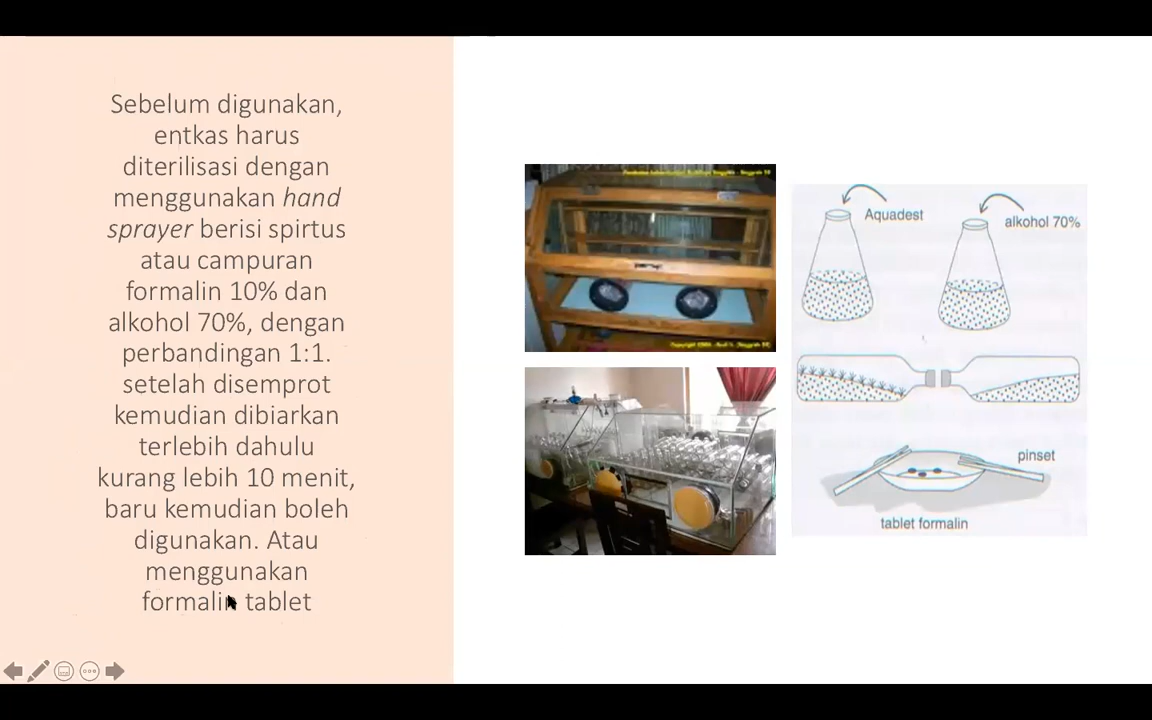 Sebelum digunakan,
entkas harus
diterilisasi dengan
menggunakan hand
sprayer berisi spirtus
atau campuran
formalin 10% dan
alkohol 70%, dengan
perbandingan 1:1.
setelah disemprot
kemudian dibiarkan
terlebih dahulu
kurang lebih 10 menit,
baru kemudian boleh
digunakan. Atau
menggunakan
formalin tablet
Aquadest
alkohol 70%
pinset
tablet formalin